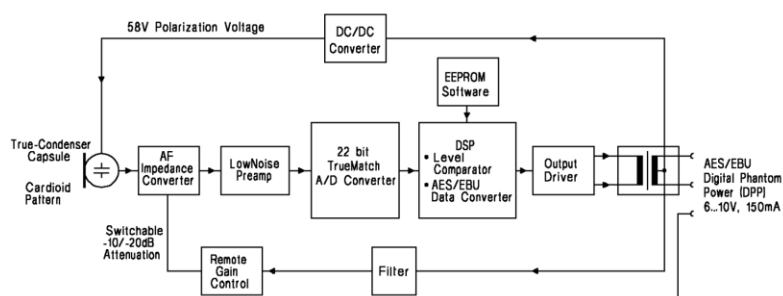 58V Polarization Voltage
DC/DC
Converter
EEPROM
Software
True-Condenser
Capsule
Cardioid
Pattern
AF
Impedance
Converter
LowNoise
Preamp
22 bit
TrueMatch
A/D Converter
DSP
• Level
Comparator
• AES/EBU
Data Converter
Output
Driver
AES/EBU
Digital Phantom
Power (DPP)
6...10V, 150mA
Switchable
-10/-20dB
Attenuation
Remote
Gain
Control
Filter